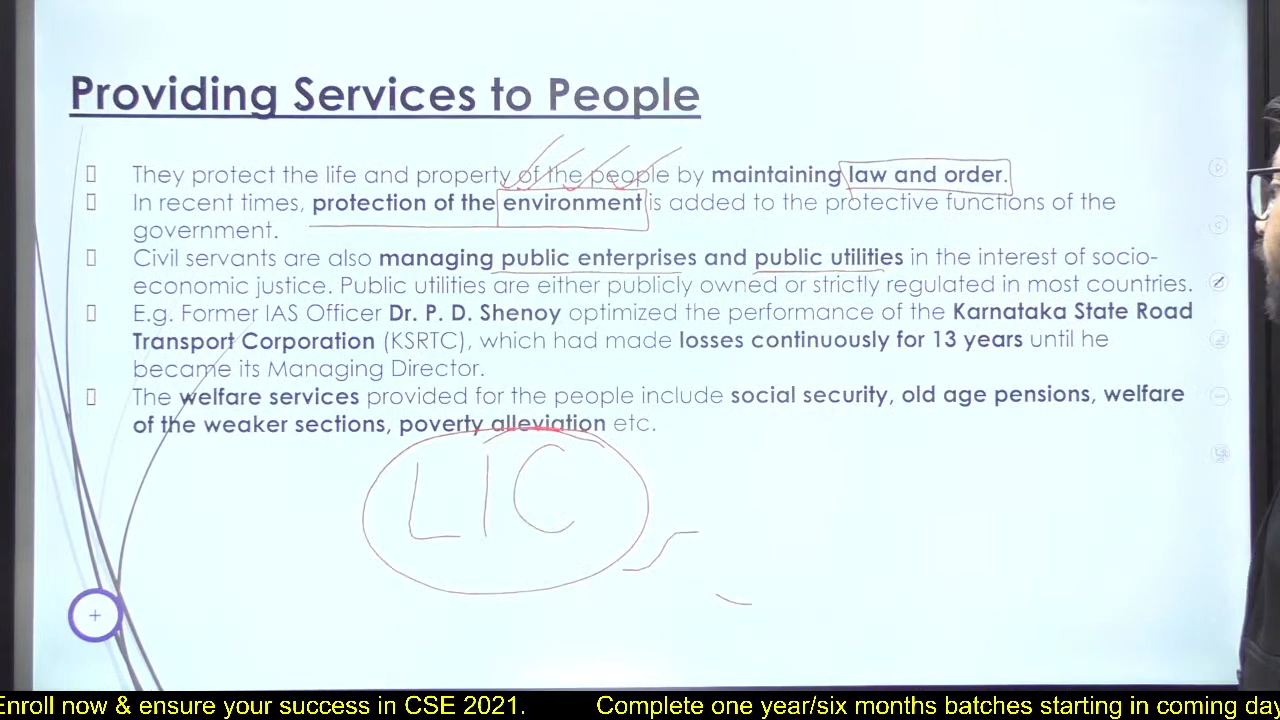 Providing Services to People
They protect the life and property of the people by maintaining law and order.
In recent times, protection of the environment is added to the protective functions of the
government.
Civil servants are also managing public enterprises and public utilities in the interest of socio-
economic justice. Public utilities are either publicly owned or strictly regulated in most countries.
E.g. Former IAS Officer Dr. P. D. Shenoy optimized the performance of the Karnataka State Road
Transport Corporation (KSRTC), which had made losses continuously for 13 years until he
became its Managing Director.
The welfare services provided for the people include social security, old age pensions, welfare
of the weaker sections, poverty alleviation etc.
LIC
Enroll now & ensure your success in CSE 2021. Complete one year/six months batches starting in coming day